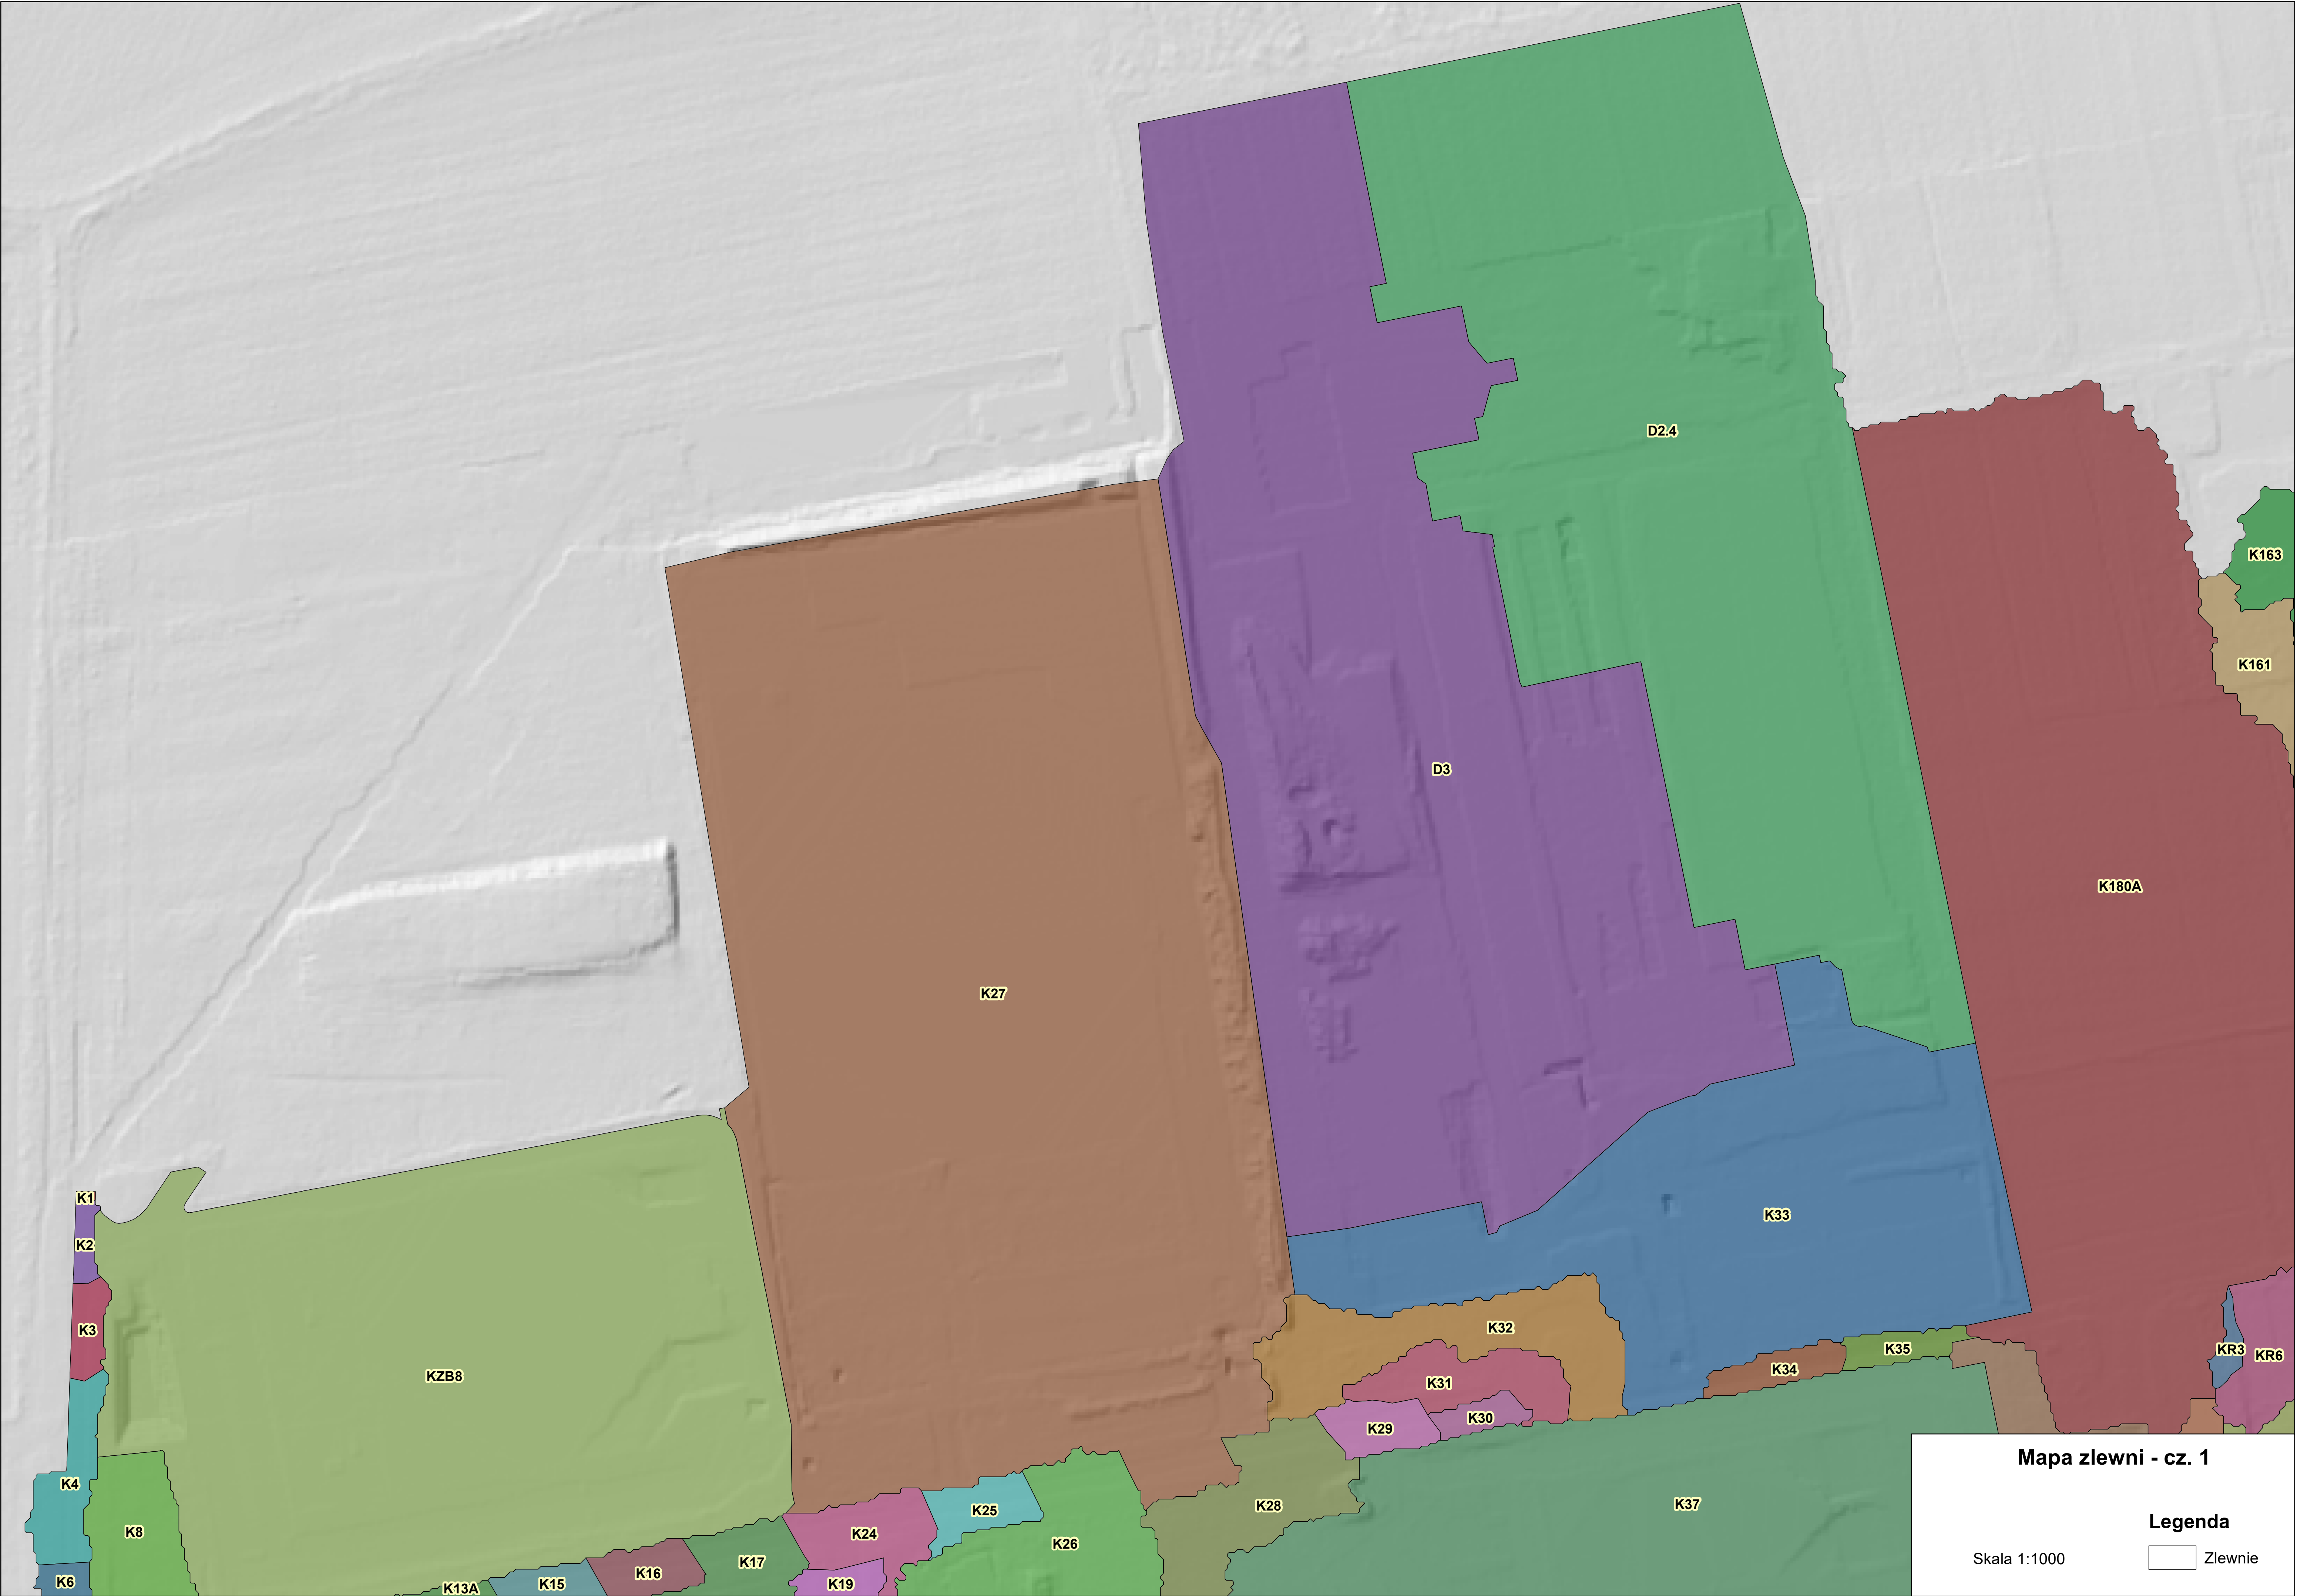 D2.4
K163
K161
D3
K180A
K27
K1
K33
K2
K32
K3
K35
KR3
KR6
K34
KZB8
K31
K30
K29
Mapa zlewni - cz. 1
K4
K37
K28
K25
Legenda
K8
K24
K26
Skala 1:1000
Zlewnie
K17
K16
K6
K13A
K15
K19